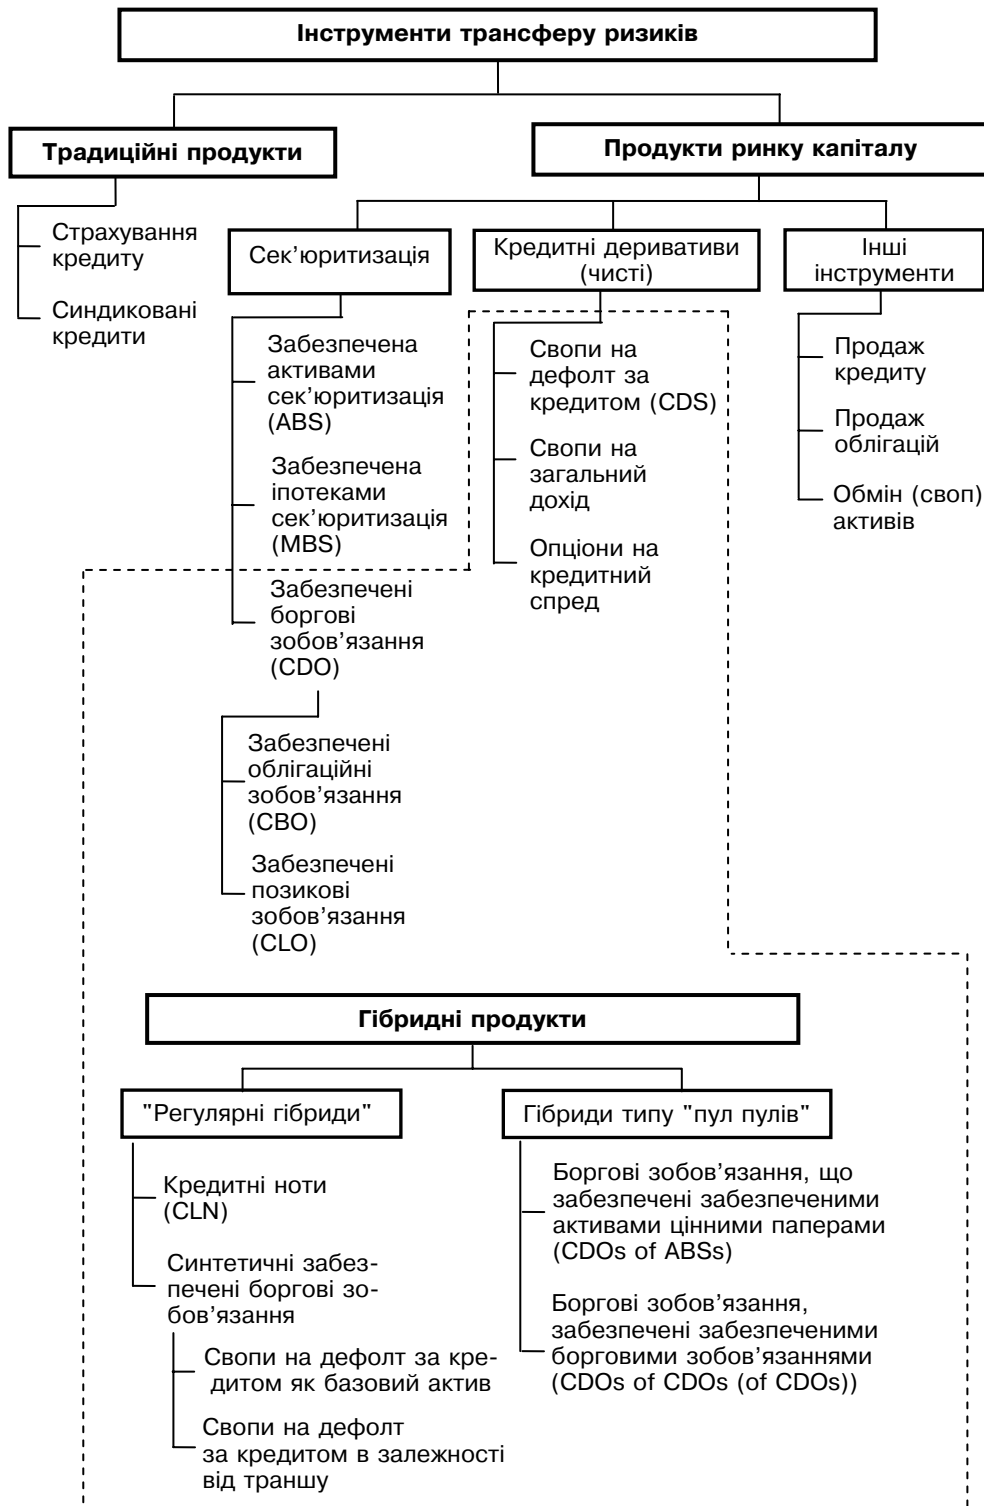 Інструменти трансферу ризиків
Традиційні продукти
Продукти ринку капіталу
Страхування
кредиту
Синдиковані
кредити
Сек'юритизація
Забезпечена
активами
сек'юритизація
(ABS)
Забезпечена
іпотеками
сек'юритизація
(MBS)
Забезпечені
боргові
зобов'язання
(CDO)
Забезпечені
облігаційні
зобов'язання
(CBO)
Забезпечені
позикові
зобов'язання
(CLO)
Кредитні деривативи
(чисті)
Свопи на
дефолт за
кредитом (CDS)
Свопи на
загальний
дохід
Опціони на
кредитний
спред
Інші
інструменти
Продаж
кредиту
Продаж
облігацій
Обмін (своп)
активів
Гібридні продукти
"Регулярні гібриди"
Кредитні ноти
(CLN)
Синтетичні забез-
печені боргові зо-
бов'язання
Свопи на дефолт за кре-
дитом як базовий актив
Свопи на дефолт
за кредитом в залежності
від траншу
Гібриди типу "пул пулів"
Боргові зобов'язання, що
забезпечені забезпеченими
активами цінними паперами
(CDOs of ABSs)
Боргові зобов'язання,
забезпечені забезпеченими
борговими зобов'язаннями
(CDOs of CDOs (of CDOs))